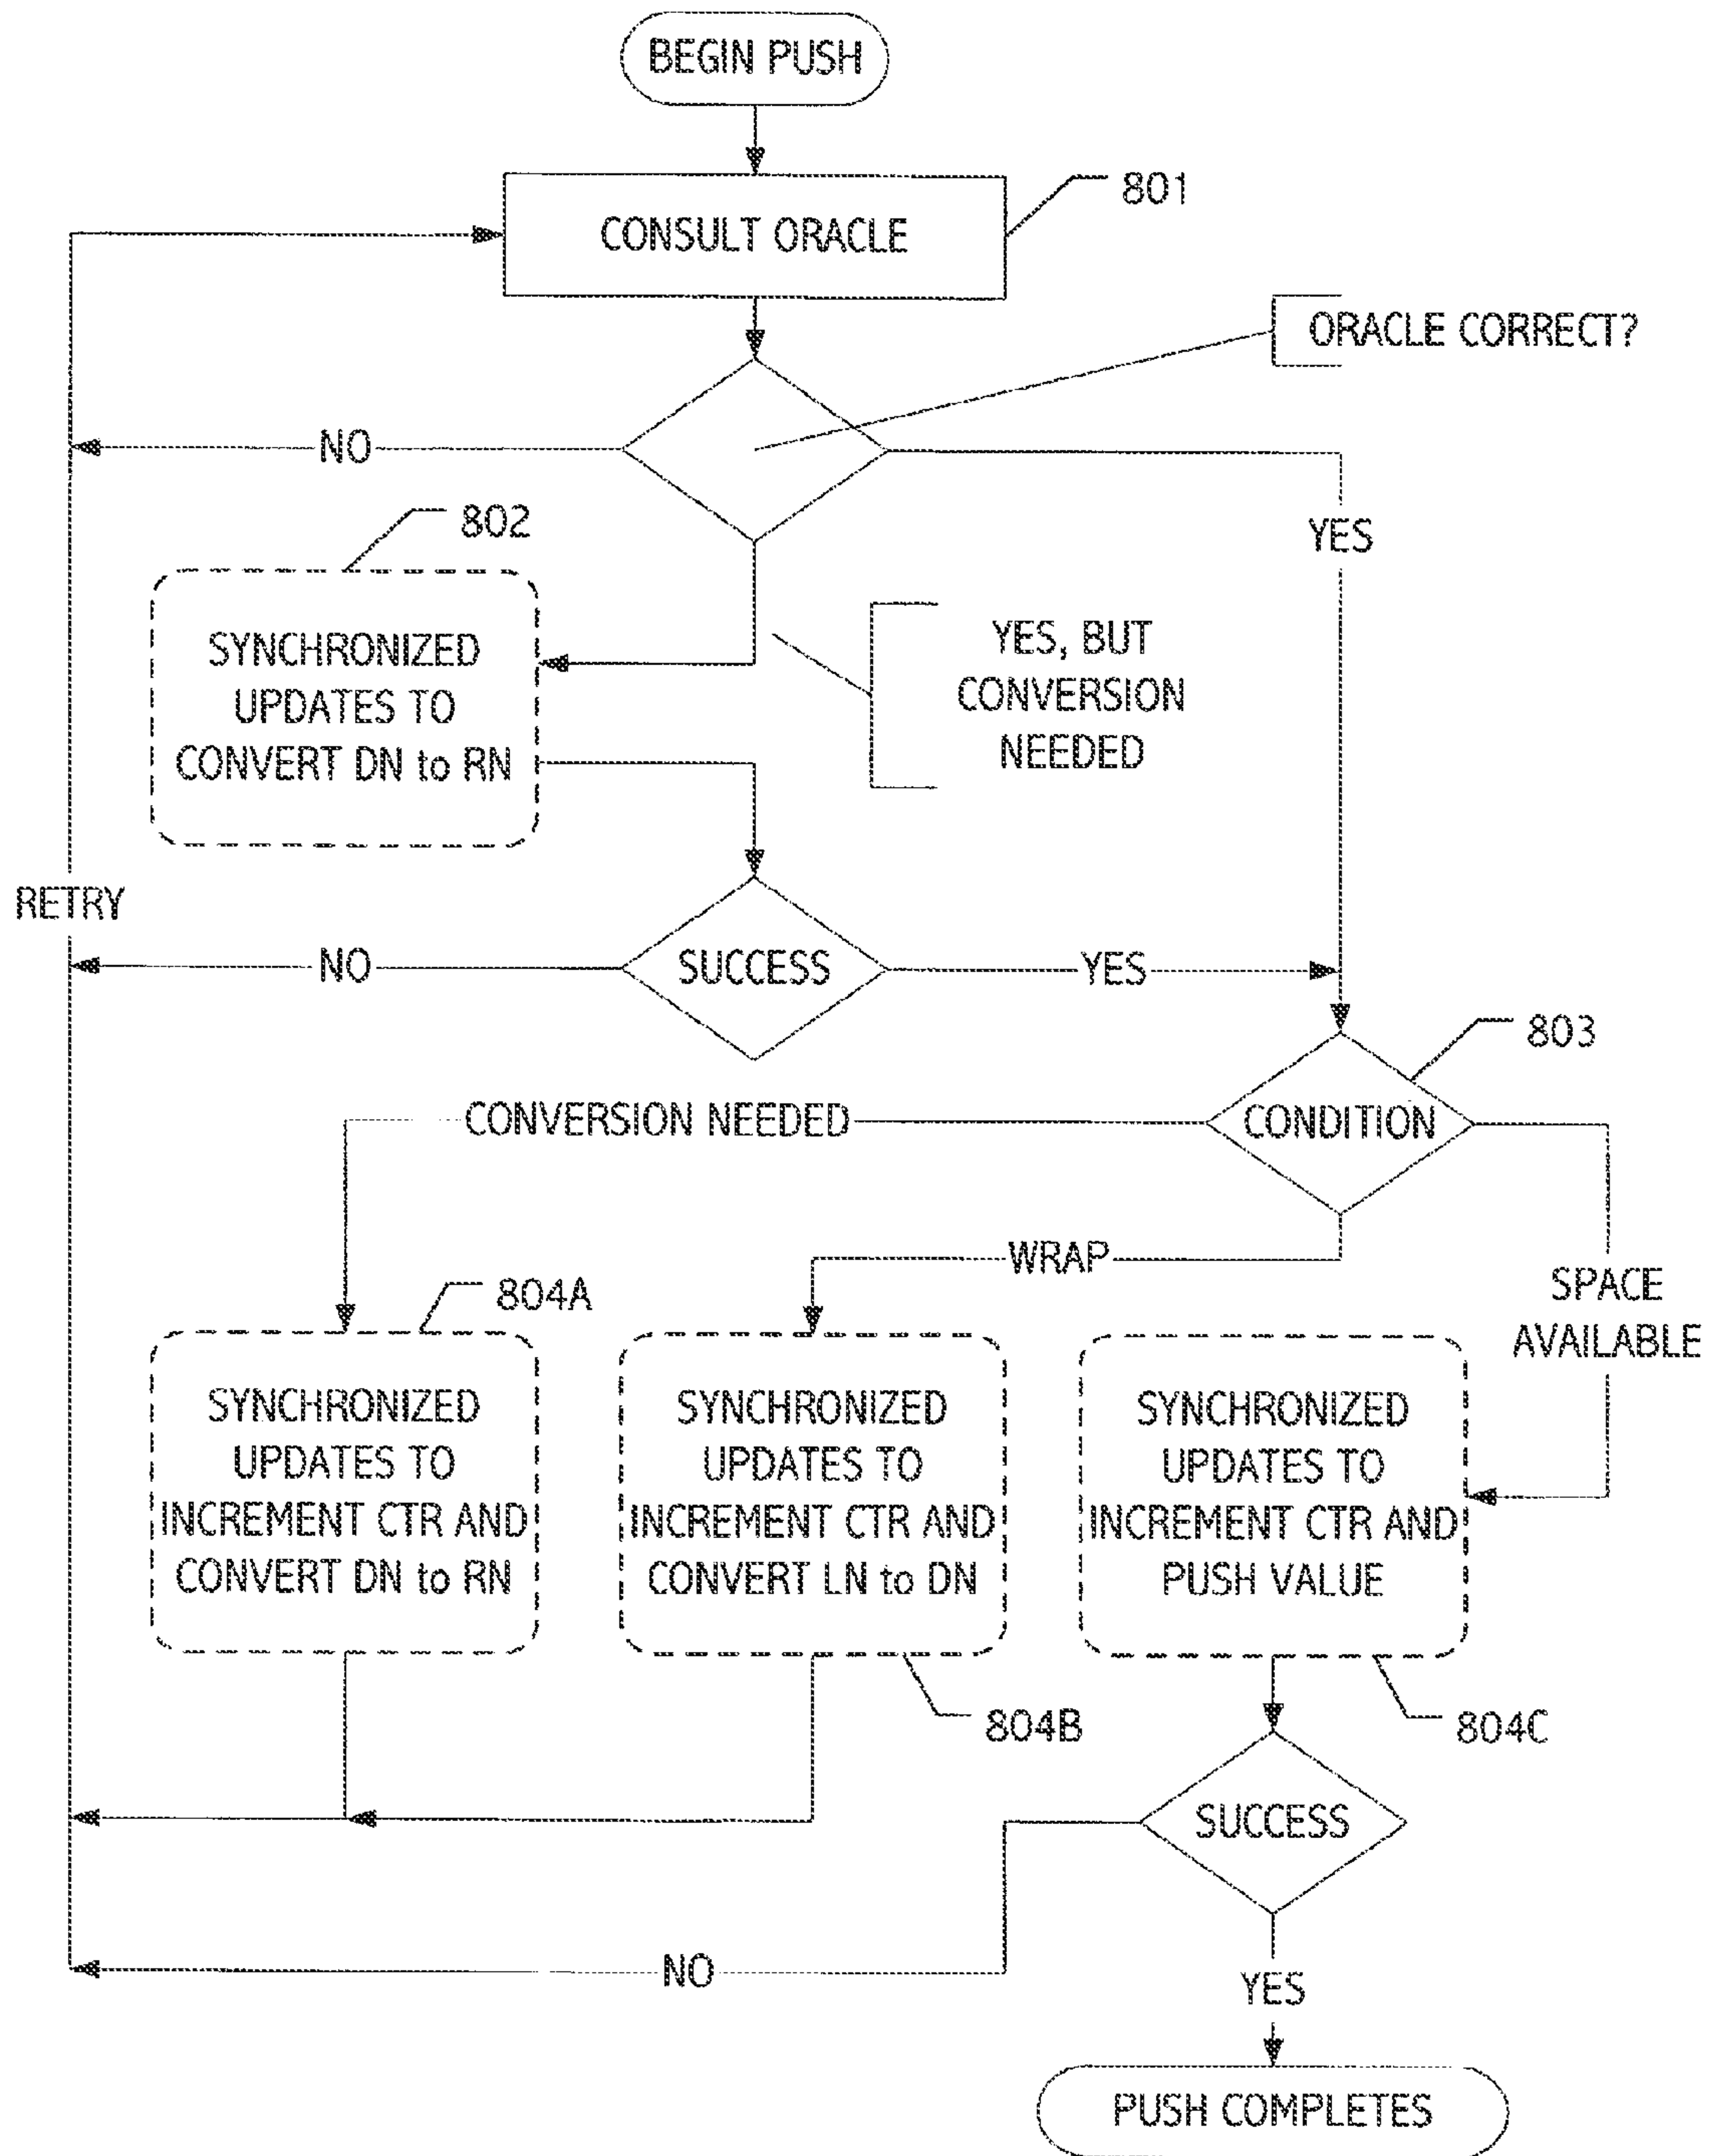 BEGIN PUSH
CONSULT ORACLE
801
ORACLE CORRECT?
NO
YES
802
SYNCHRONIZED
UPDATES TO
CONVERT DN to RN
YES, BUT
CONVERSION
NEEDED
RETRY
NO
SUCCESS
YES
803
CONDITION
CONVERSION NEEDED
WRAP
SPACE
AVAILABLE
804A
SYNCHRONIZED
UPDATES TO
INCREMENT CTR AND
CONVERT DN to RN
SYNCHRONIZED
UPDATES TO
INCREMENT CTR AND
CONVERT LN to DN
804B
SYNCHRONIZED
UPDATES TO
INCREMENT CTR AND
PUSH VALUE
804C
SUCCESS
NO
YES
PUSH COMPLETES